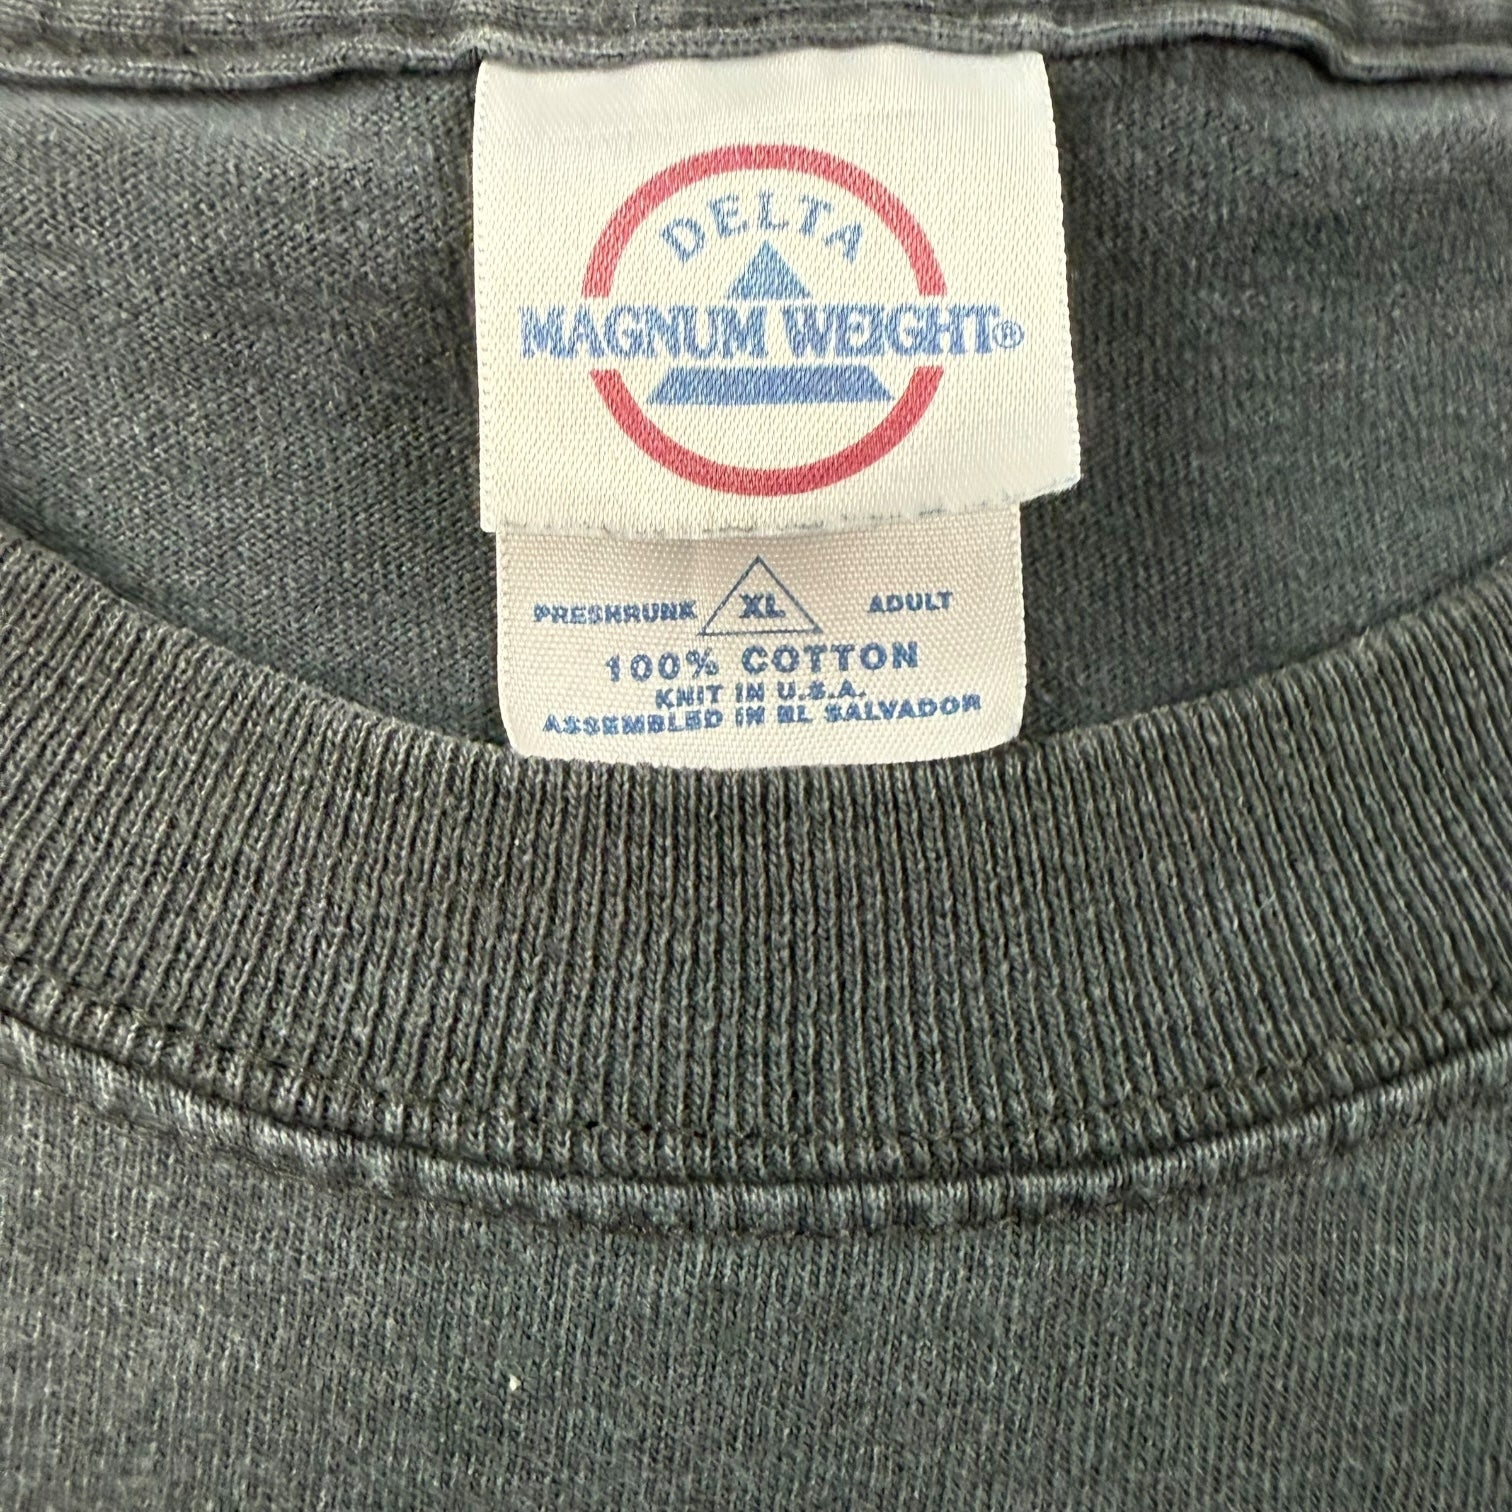 DELTA
MAGNUM WEIGHT®
PRESHRUNK XL ADULT
100% COTTON
KNIT IN U.S.A.
ASSEMBLED IN EL SALVADOR